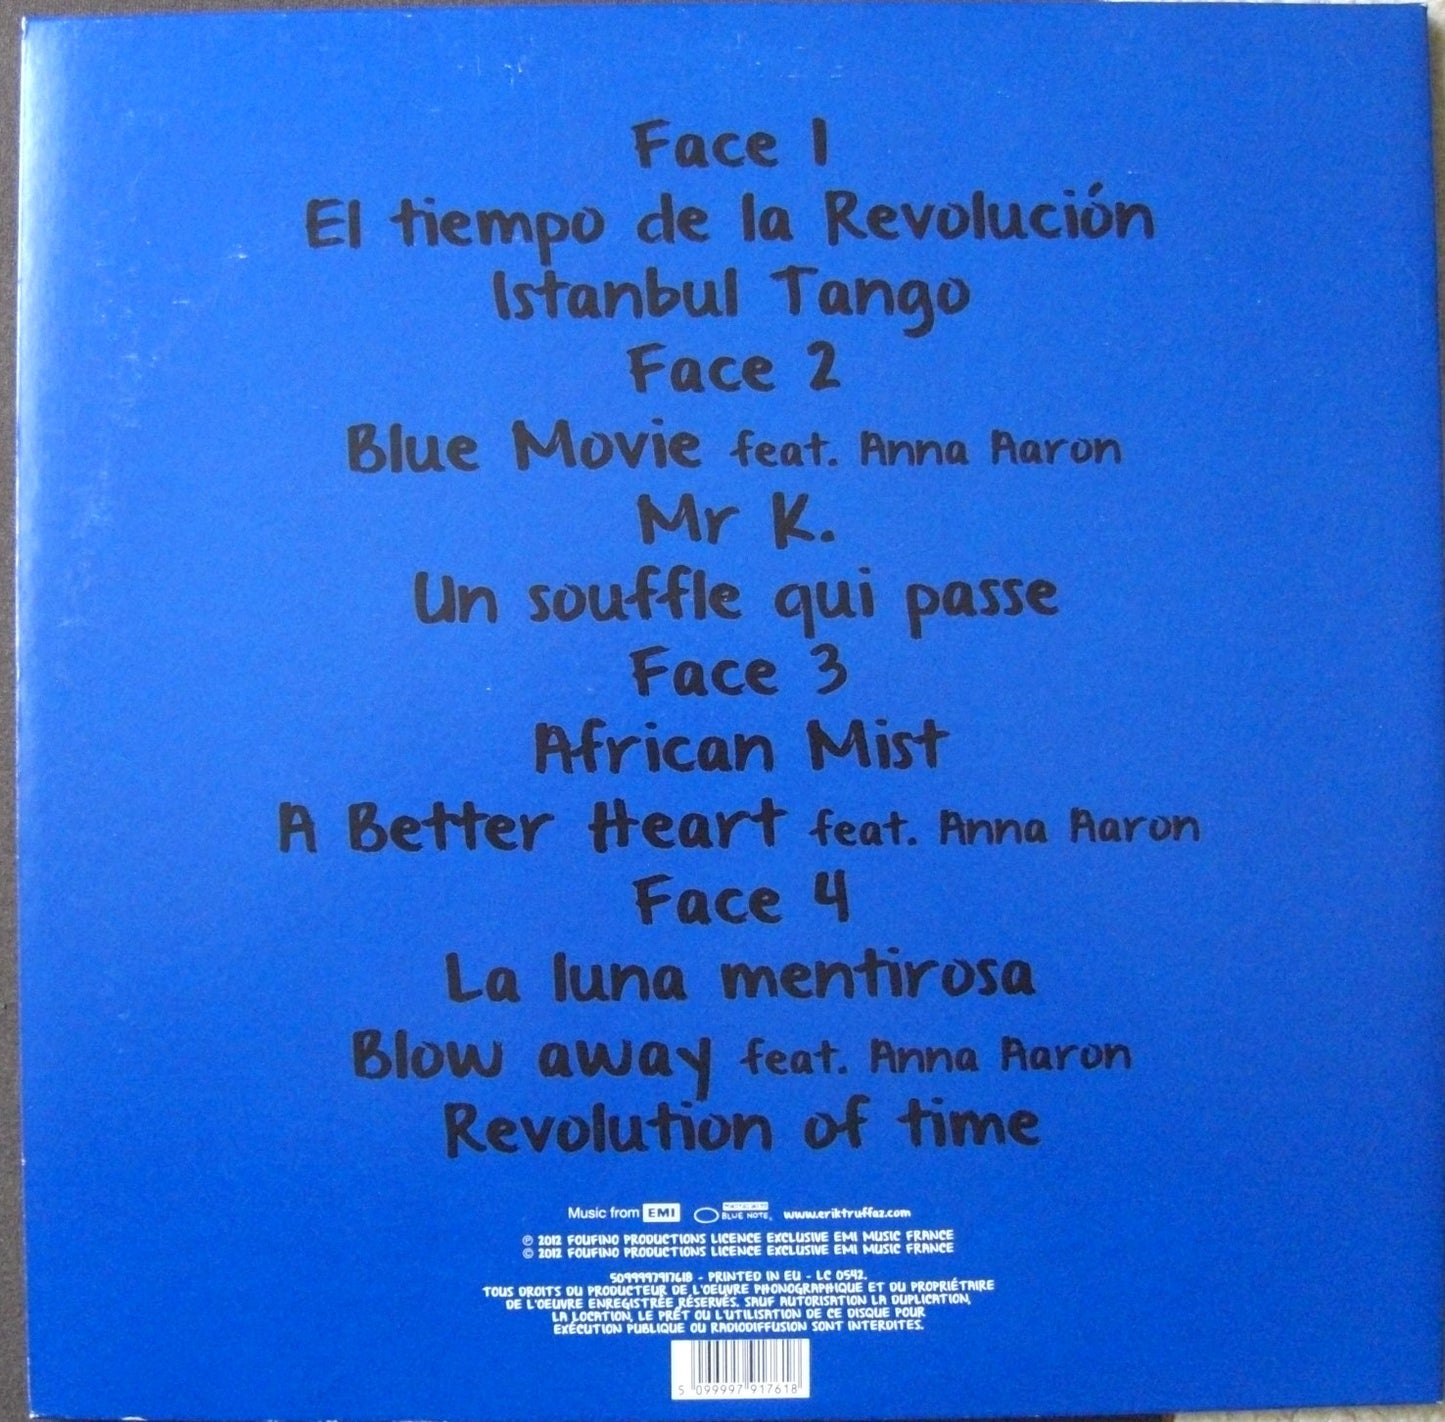 Face 1
El tiempo de la Revolución
Istanbul Tango
Face 2
Blue Movie feat. Anna Aaron
Mr K.
Un souffle qui passe
Face 3
African Mist
A Better Heart feat. Anna Aaron
Face 4
La luna mentirosa
Blow away feat. Anna Aaron
Revolution of time
Music from EMI BLUE NOTE. www.eriktruffaz.com
℗ 2012 FOUFINO PRODUCTIONS LICENCE EXCLUSIVE EMI MUSIC FRANCE
© 2012 FOUFINO PRODUCTIONS LICENCE EXCLUSIVE EMI MUSIC FRANCE
5099997917618 - PRINTED IN EU - LC 0542.
TOUS DROITS DU PRODUCTEUR DE L'OEUVRE PHONOGRAPHIQUE ET DU PROPRIÉTAIRE
DE L'OEUVRE ENREGISTRÉE RÉSERVÉS. SAUF AUTORISATION LA DUPLICATION,
LA LOCATION, LE PRÊT OU L'UTILISATION DE CE DISQUE POUR
EXÉCUTION PUBLIQUE OU RADIODIFFUSION SONT INTERDITES.
5 099997 917618